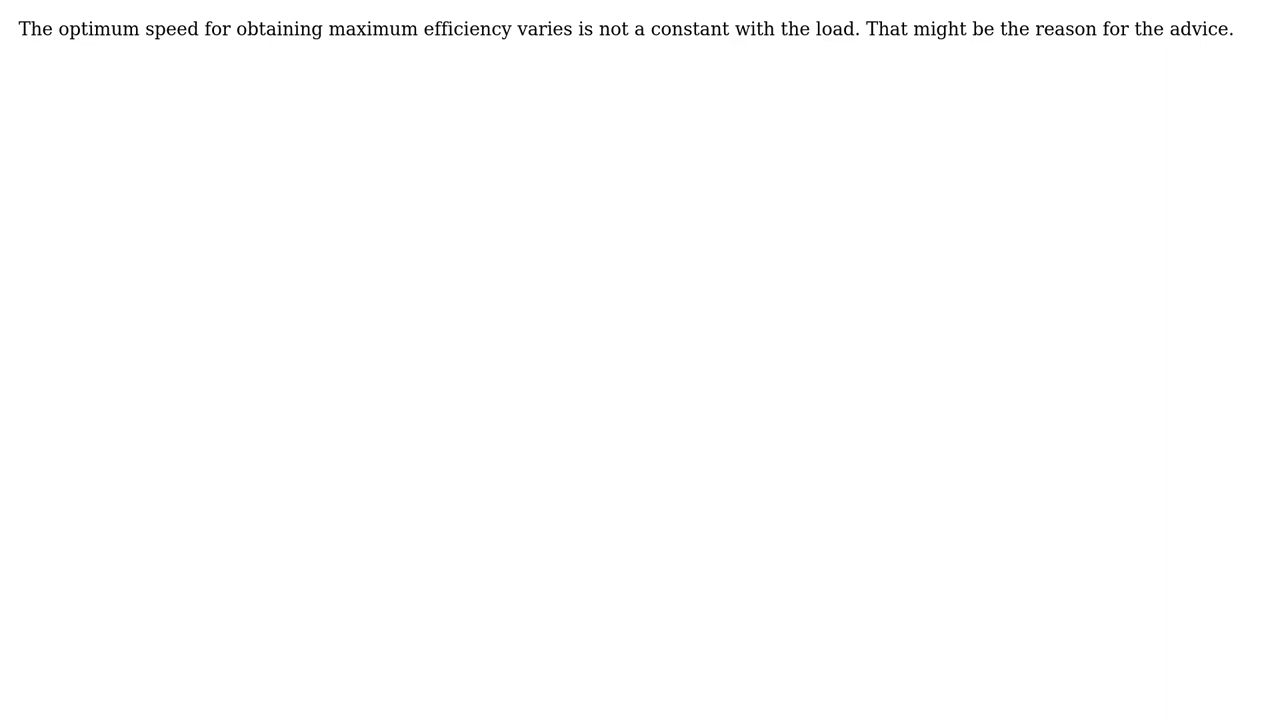 The optimum speed for obtaining maximum efficiency varies is not a constant with the load. That might be the reason for the advice.